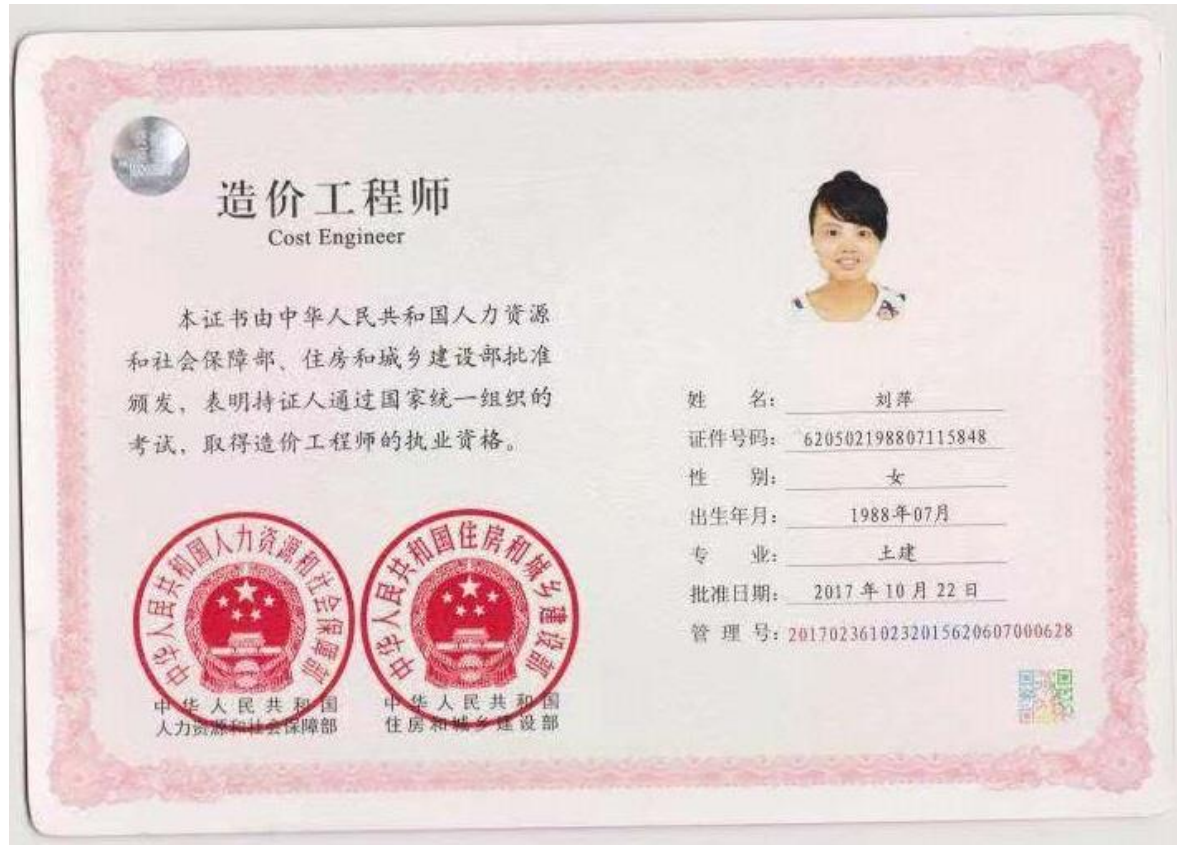 造价工程师
Cost Engineer
本证书由中华人民共和国人力资源
和社会保障部、住房和城乡建设部批准
颁发，表明持证人通过国家统一组织的
考试，取得造价工程师的执业资格。
中华人民共和国人力资源和社会保障部
中华人民共和国住房和城乡建设部
中华人民共和国
人力资源和社会保障部
中华人民共和国
住房和城乡建设部
姓 名： 刘萍
证件号码： 620502198807115848
性 别： 女
出生年月： 1988年07月
专 业： 土建
批准日期： 2017年10月22日
管 理 号：2017023610232015620607000628